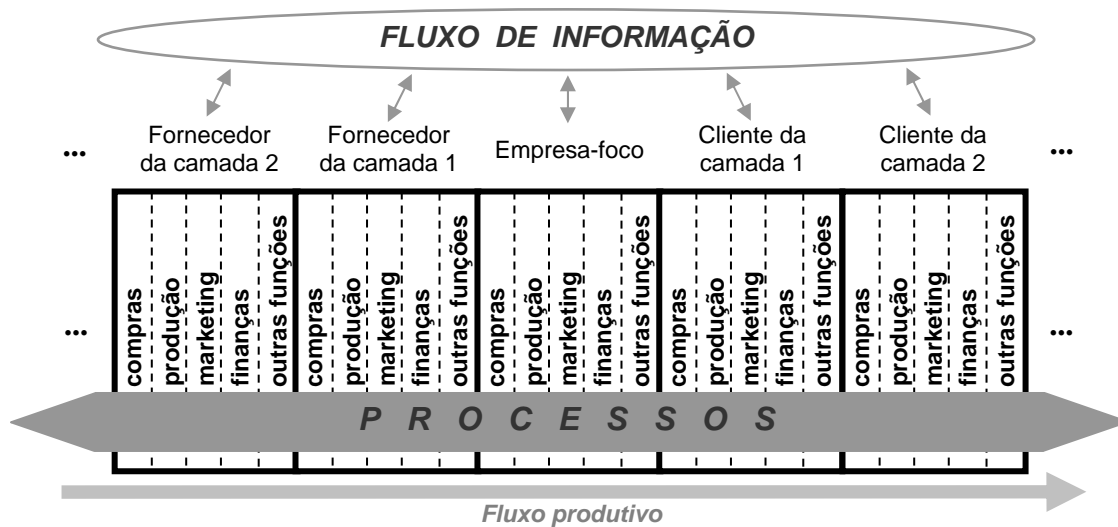 FLUXO DE INFORMAÇÃO
Fornecedor
da camada 2
Fornecedor
da camada 1
Empresa-foco
Cliente da
camada 1
Cliente da
camada 2
...
...
compras
produção
marketing
finanças
outras funções
compras
produção
marketing
finanças
outras funções
compras
produção
marketing
finanças
outras funções
compras
produção
marketing
finanças
outras funções
compras
produção
marketing
finanças
outras funções
...
...
P R O C E S S O S
Fluxo produtivo